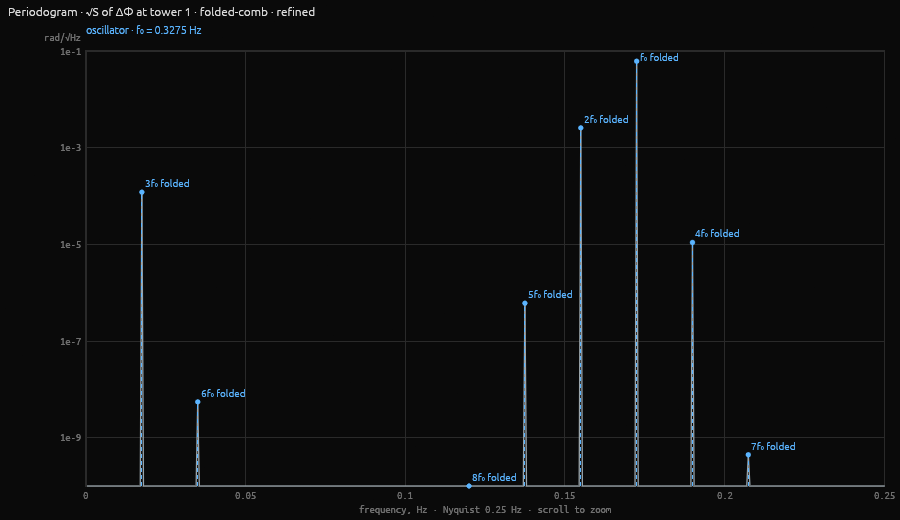 Periodogram · √S of ΔΦ at tower 1 · folded-comb · refined
oscillator · f₀ = 0.3275 Hz
rad/√Hz
1e-1
f₀ folded
2f₀ folded
1e-3
3f₀ folded
4f₀ folded
1e-5
5f₀ folded
1e-7
6f₀ folded
1e-9
7f₀ folded
8f₀ folded
0 0.05 0.1 0.15 0.2 0.25
frequency, Hz · Nyquist 0.25 Hz · scroll to zoom